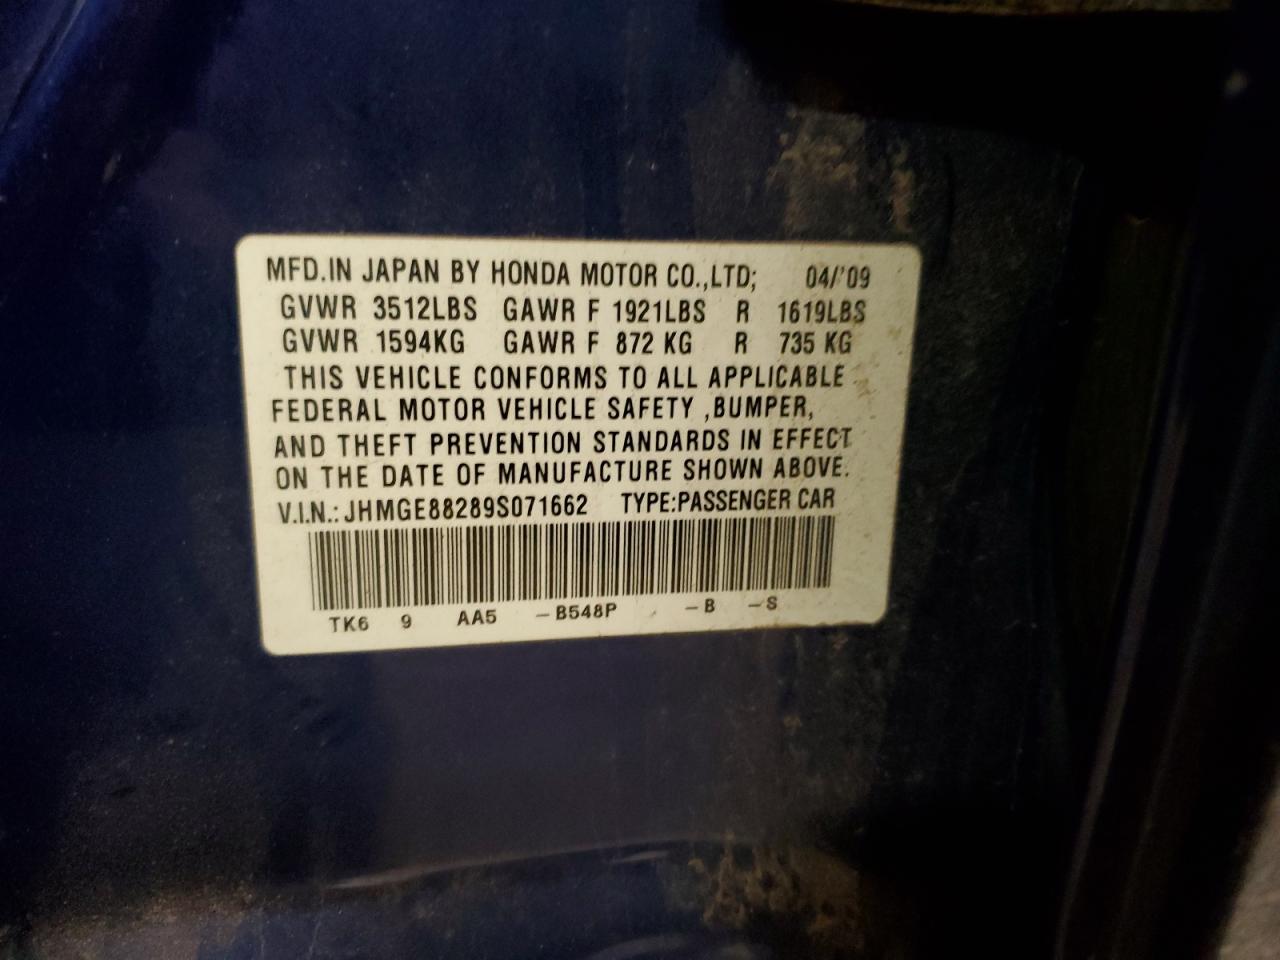 MFD.IN JAPAN BY HONDA MOTOR CO.,LTD; 04/'09
GVWR 3512LBS GAWR F 1921LBS R 1619LBS
GVWR 1594KG GAWR F 872 KG R 735 KG
THIS VEHICLE CONFORMS TO ALL APPLICABLE
FEDERAL MOTOR VEHICLE SAFETY ,BUMPER,
AND THEFT PREVENTION STANDARDS IN EFFECT
ON THE DATE OF MANUFACTURE SHOWN ABOVE.
V.I.N.: JHMGE88289S071662 TYPE:PASSENGER CAR
TK6 9 AA5 –B548P –B –S